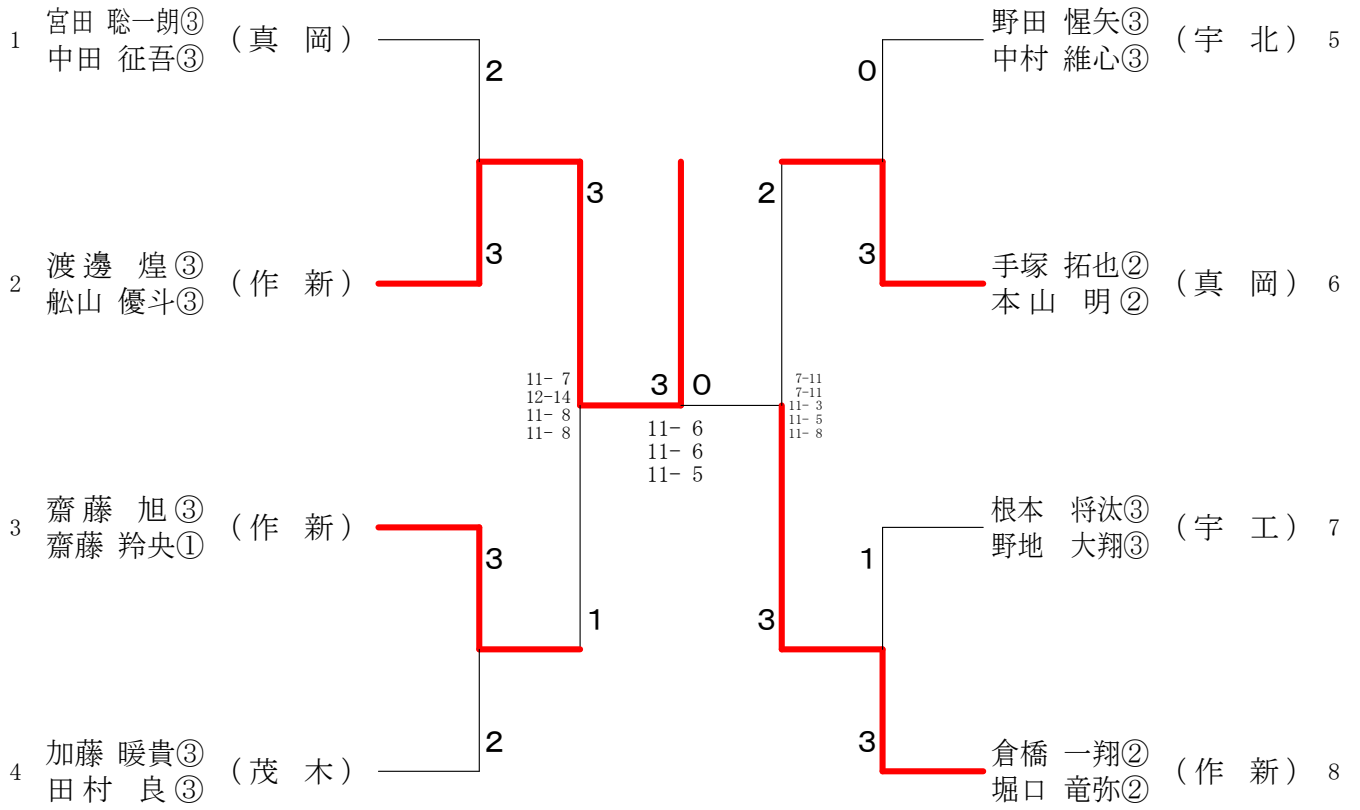 1 宮田 聡一朗③ (真 岡)
中田 征吾③
2
3
2 渡邊 煌③ (作 新)
舩山 優斗③
3
11- 7
12-14
11- 8
11- 8
3 齋藤 旭③ (作 新)
齋藤 羚央①
3
1
2
4 加藤 暖貴③ (茂 木)
田村 良③
3 0
11- 6
11- 6
11- 5
野田 惺矢③ (宇 北) 5
中村 維心③
0
2
3
手塚 拓也② (真 岡) 6
本山 明②
7-11
7-11
11- 3
11- 5
11- 8
根本 将汰③ (宇 工) 7
野地 大翔③
1
3
3
倉橋 一翔② (作 新) 8
堀口 竜弥②